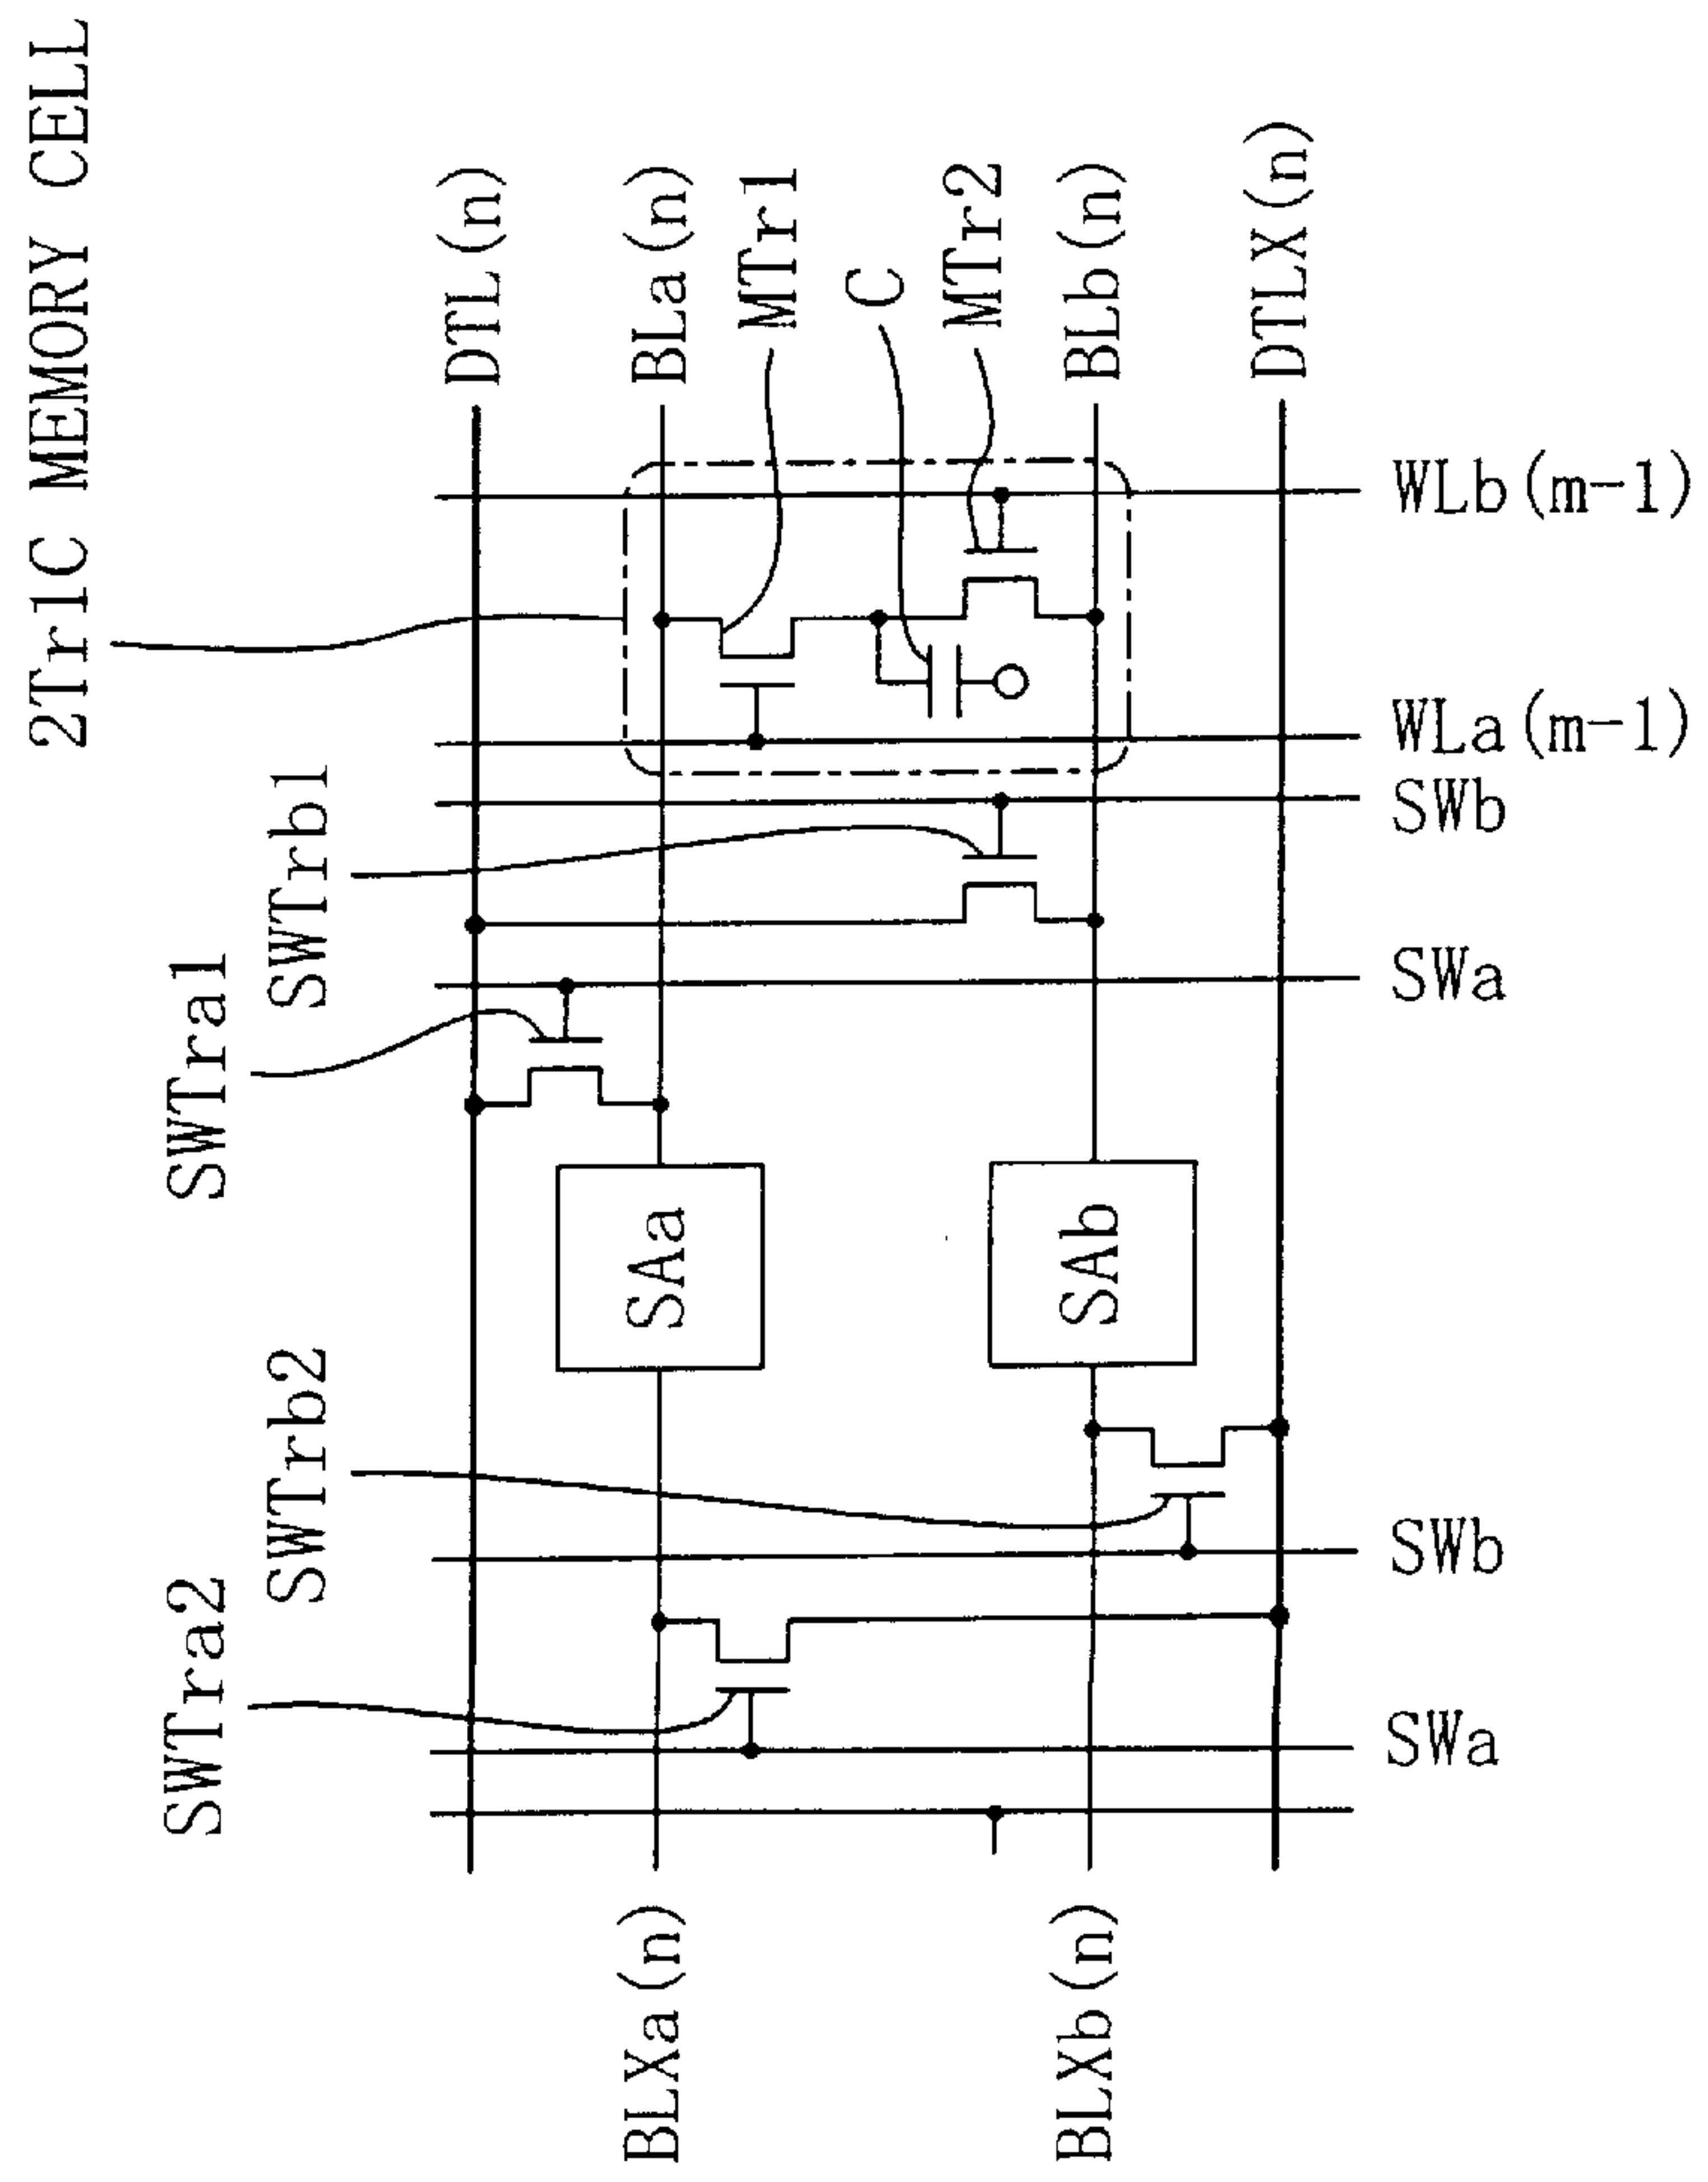 2Tr1C MEMORY CELL
DTL(n)
BLa(n)
MTr1
C
MTr2
BLb(n)
DTLX(n)
WLb(m-1)
WLa(m-1)
SWb
SWa
SWTrb1
SWTra1
SAa
SAb
SWTrb2
SWTra2
SWb
SWa
BLXa(n)
BLXb(n)